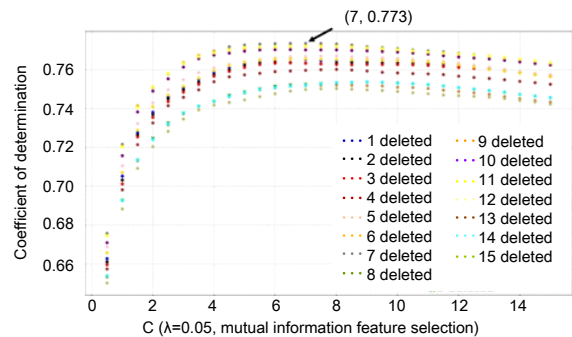 (7, 0.773)
0.76
0.74
0.72
0.70
0.68
0.66
Coefficient of determination
1 deleted
2 deleted
3 deleted
4 deleted
5 deleted
6 deleted
7 deleted
8 deleted
9 deleted
10 deleted
11 deleted
12 deleted
13 deleted
14 deleted
15 deleted
0 2 4 6 8 10 12 14
C (λ=0.05, mutual information feature selection)